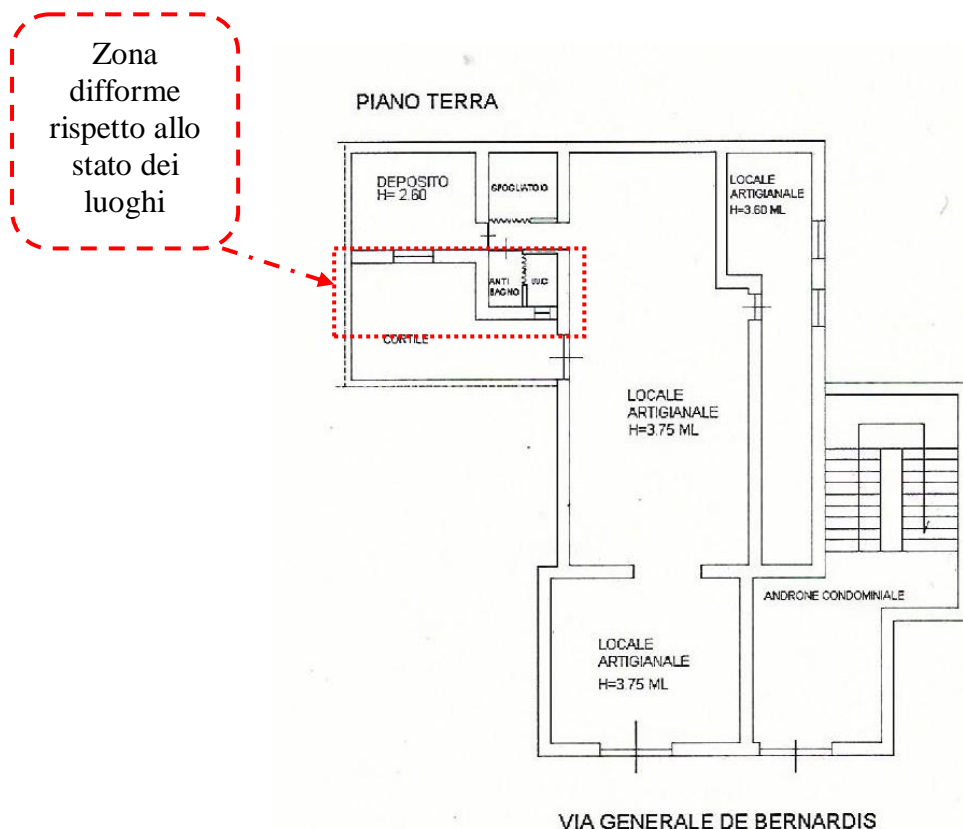 Zona
difforme
rispetto allo
stato dei
luoghi
PIANO TERRA
DEPOSITO
H= 2.60
SPOGLIATOIO
LOCALE
ARTIGIANALE
H=3.60 ML
ANTI
BAGNO
W.C
CORTILE
LOCALE
ARTIGIANALE
H=3.75 ML
ANDRONE CONDOMINIALE
LOCALE
ARTIGIANALE
H=3.75 ML
VIA GENERALE DE BERNARDIS